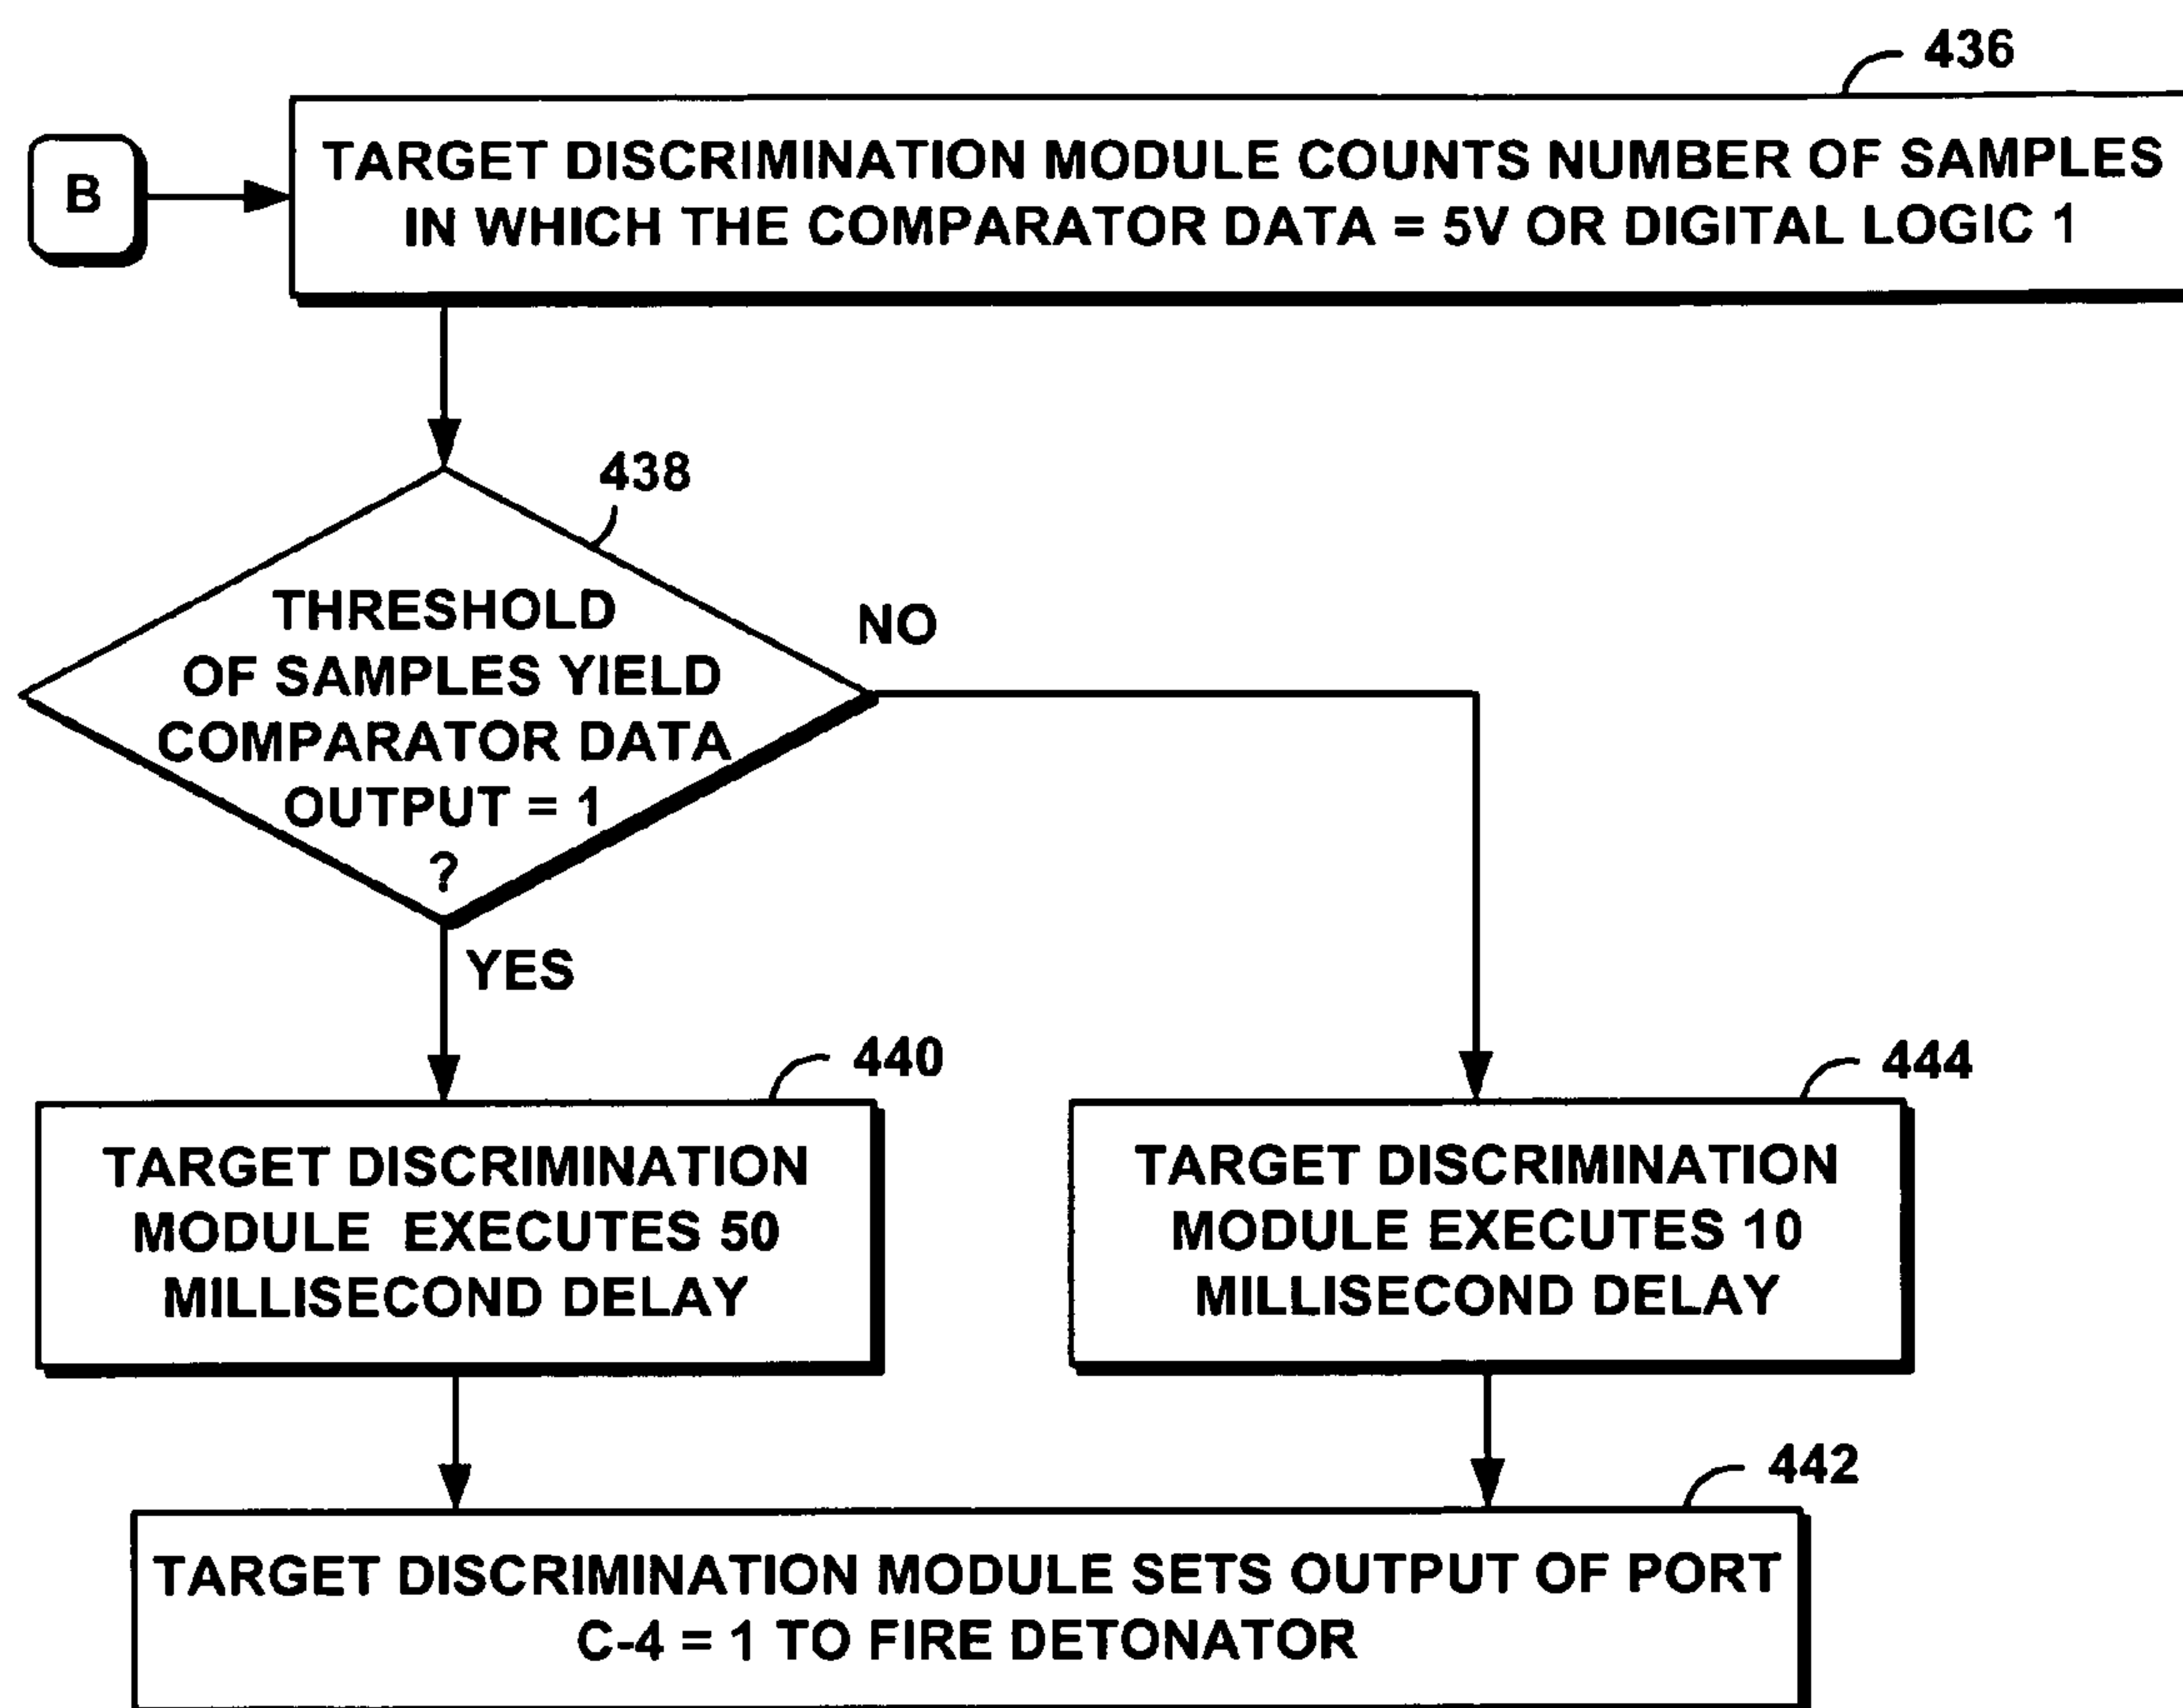 436
B
TARGET DISCRIMINATION MODULE COUNTS NUMBER OF SAMPLES
IN WHICH THE COMPARATOR DATA = 5V OR DIGITAL LOGIC 1
438
THRESHOLD
OF SAMPLES YIELD
COMPARATOR DATA
OUTPUT = 1
?
NO
YES
440
TARGET DISCRIMINATION
MODULE EXECUTES 50
MILLISECOND DELAY
444
TARGET DISCRIMINATION
MODULE EXECUTES 10
MILLISECOND DELAY
442
TARGET DISCRIMINATION MODULE SETS OUTPUT OF PORT
C-4 = 1 TO FIRE DETONATOR